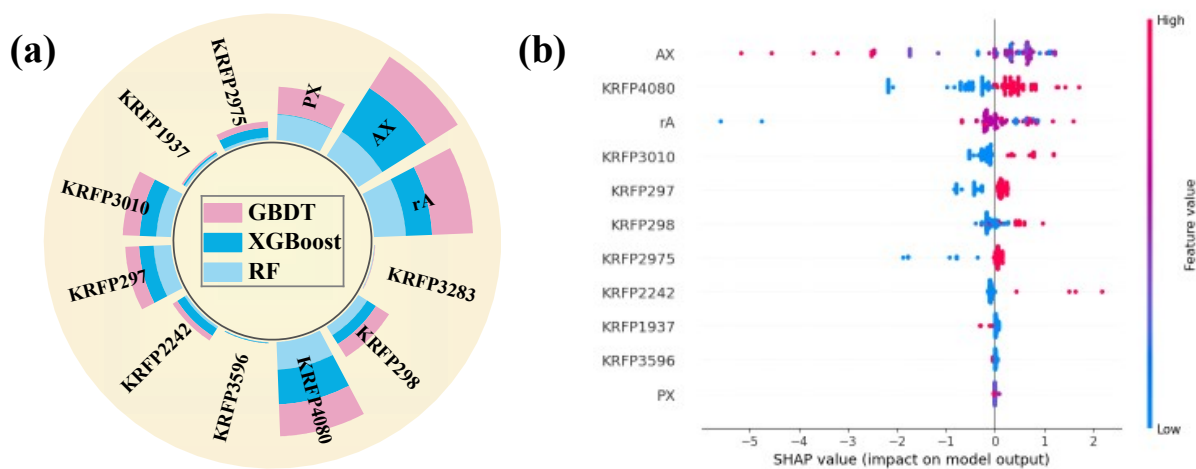 (a)
KRFP2975
PX
AX
rA
KRFP3283
KRFP298
KRFP4080
KRFP3596
KRFP2242
KRFP297
KRFP3010
KRFP1937
GBDT
XGBoost
RF
(b)
AX
KRFP4080
rA
KRFP3010
KRFP297
KRFP298
KRFP2975
KRFP2242
KRFP1937
KRFP3596
PX
−5 −4 −3 −2 −1 0 1 2
SHAP value (impact on model output)
High
Feature value
Low